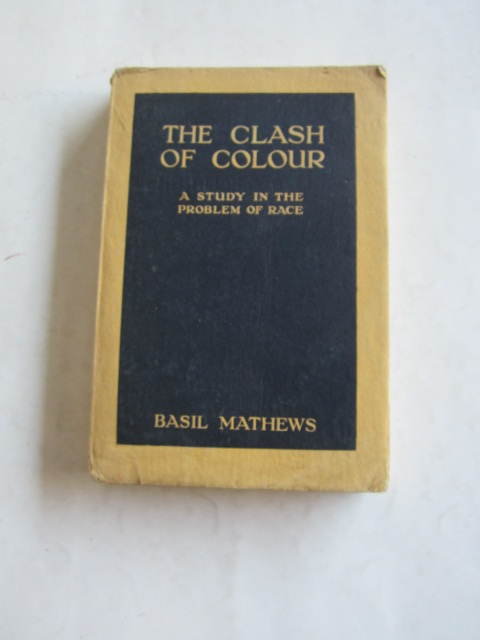 THE CLASH
OF COLOUR
A STUDY IN THE
PROBLEM OF RACE
BASIL MATHEWS